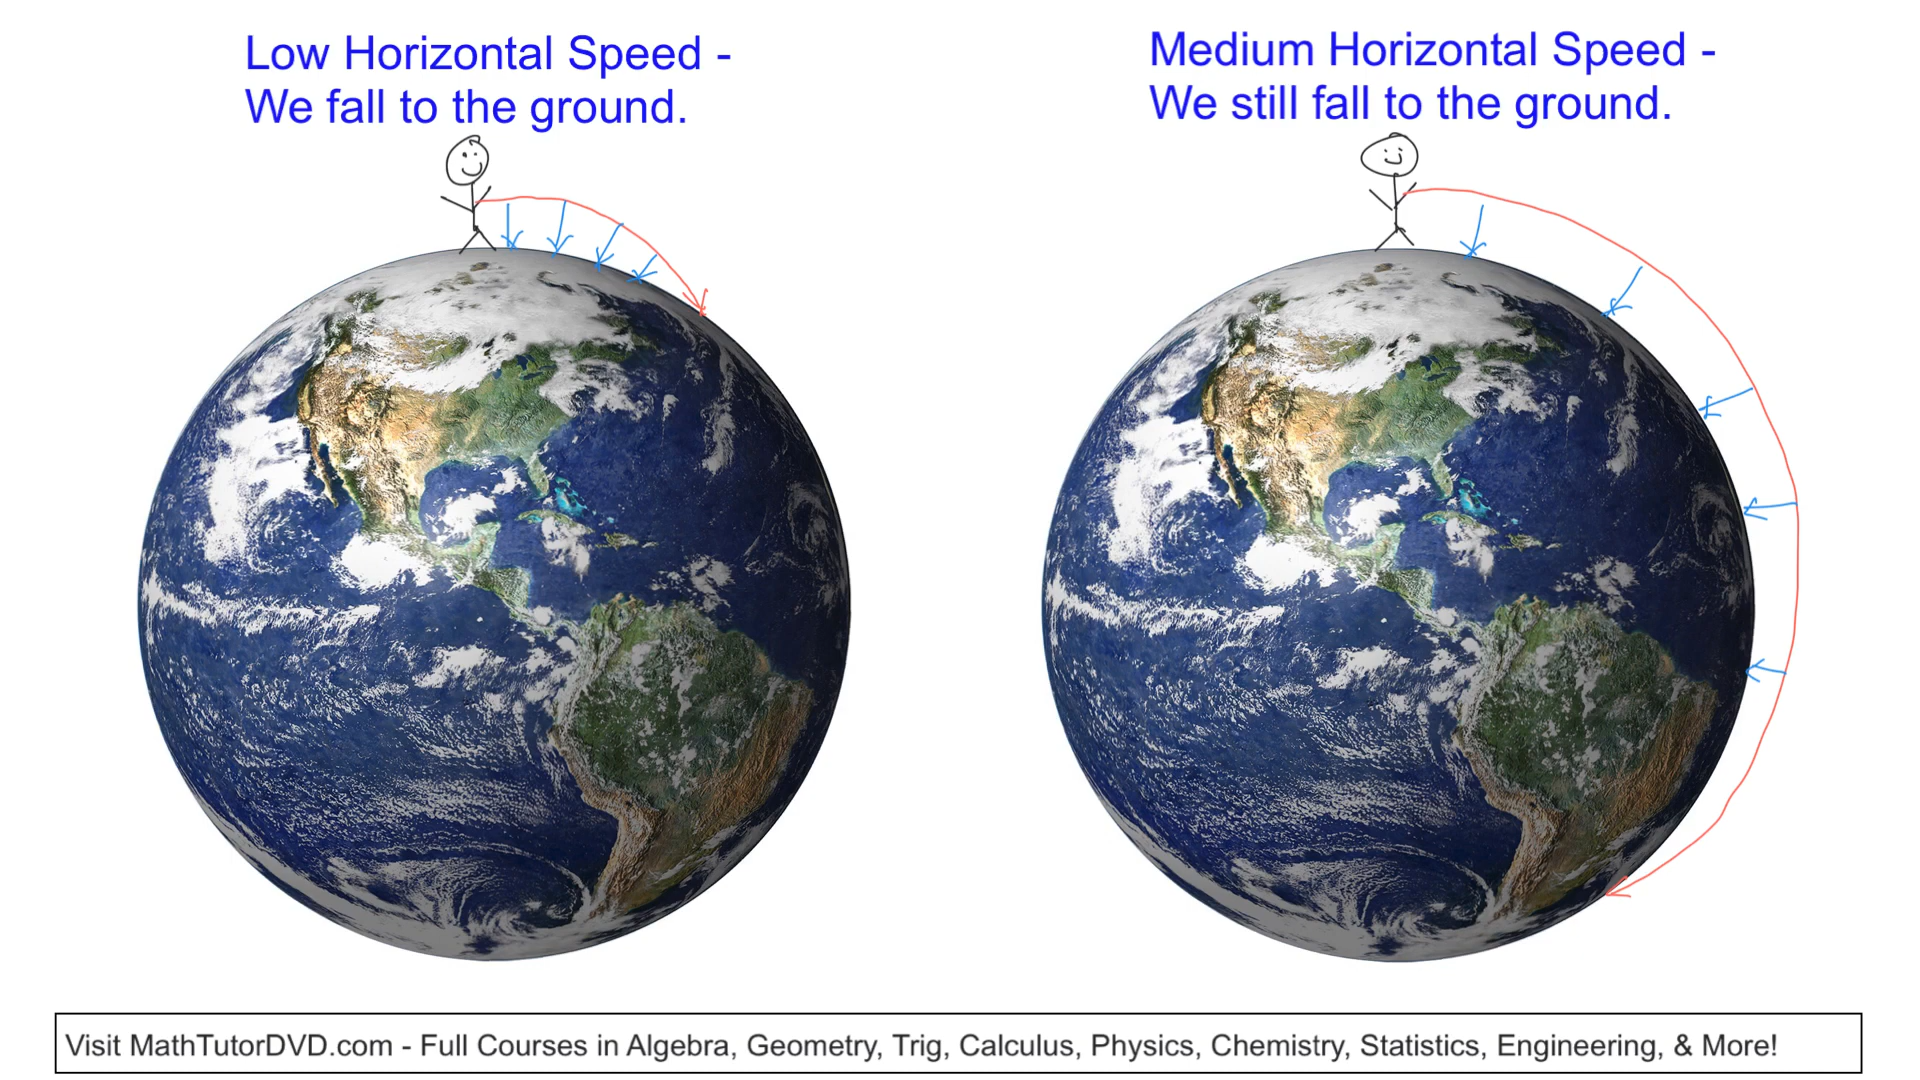 Low Horizontal Speed -
We fall to the ground.
Medium Horizontal Speed -
We still fall to the ground.
Visit MathTutorDVD.com - Full Courses in Algebra, Geometry, Trig, Calculus, Physics, Chemistry, Statistics, Engineering, & More!